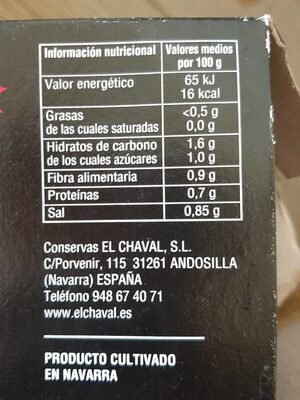 Información nutricional Valores medios por 100 g
Valor energético 65 kJ
16 kcal
Grasas <0,5 g
de las cuales saturadas 0,0 g
Hidratos de carbono 1,6 g
de los cuales azúcares 1,0 g
Fibra alimentaria 0,9 g
Proteínas 0,7 g
Sal 0,85 g
Conservas EL CHAVAL, S.L.
C/Porvenir, 115 31261 ANDOSILLA
(Navarra) ESPAÑA
Teléfono 948 67 40 71
www.elchaval.es
PRODUCTO CULTIVADO
EN NAVARRA